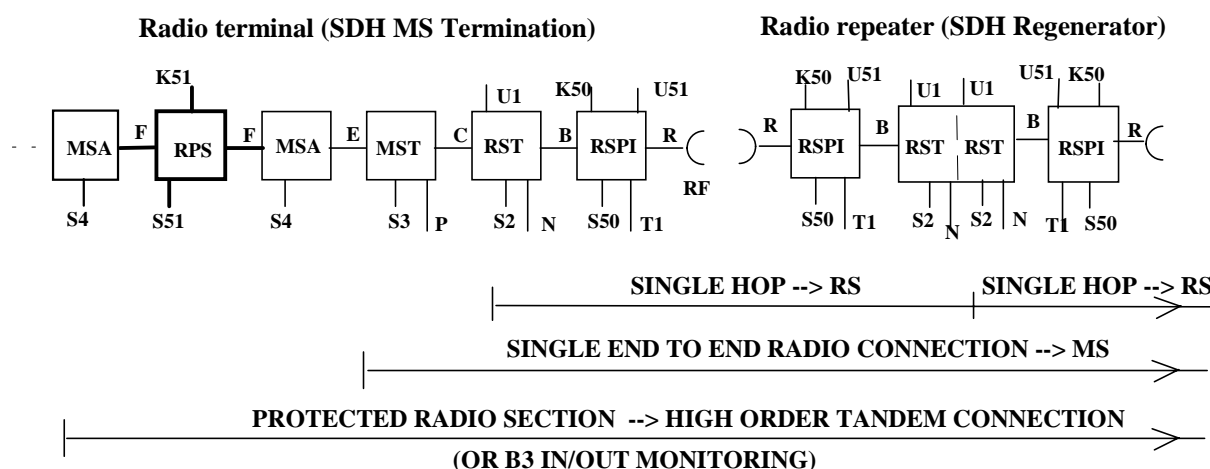 Radio terminal (SDH MS Termination) Radio repeater (SDH Regenerator)
K51 U1 K50 U51 K50 U51 U1 U1 U51 K50
MSA F RPS F MSA E MST C RST B RSPI R R RSPI B RST RST B RSPI R
RF
S4 S51 S4 S3 P S2 N S50 T1 S50 T1 S2 N S2 N T1 S50
SINGLE HOP --> RS SINGLE HOP --> RS
SINGLE END TO END RADIO CONNECTION --> MS
PROTECTED RADIO SECTION --> HIGH ORDER TANDEM CONNECTION
(OR B3 IN/OUT MONITORING)